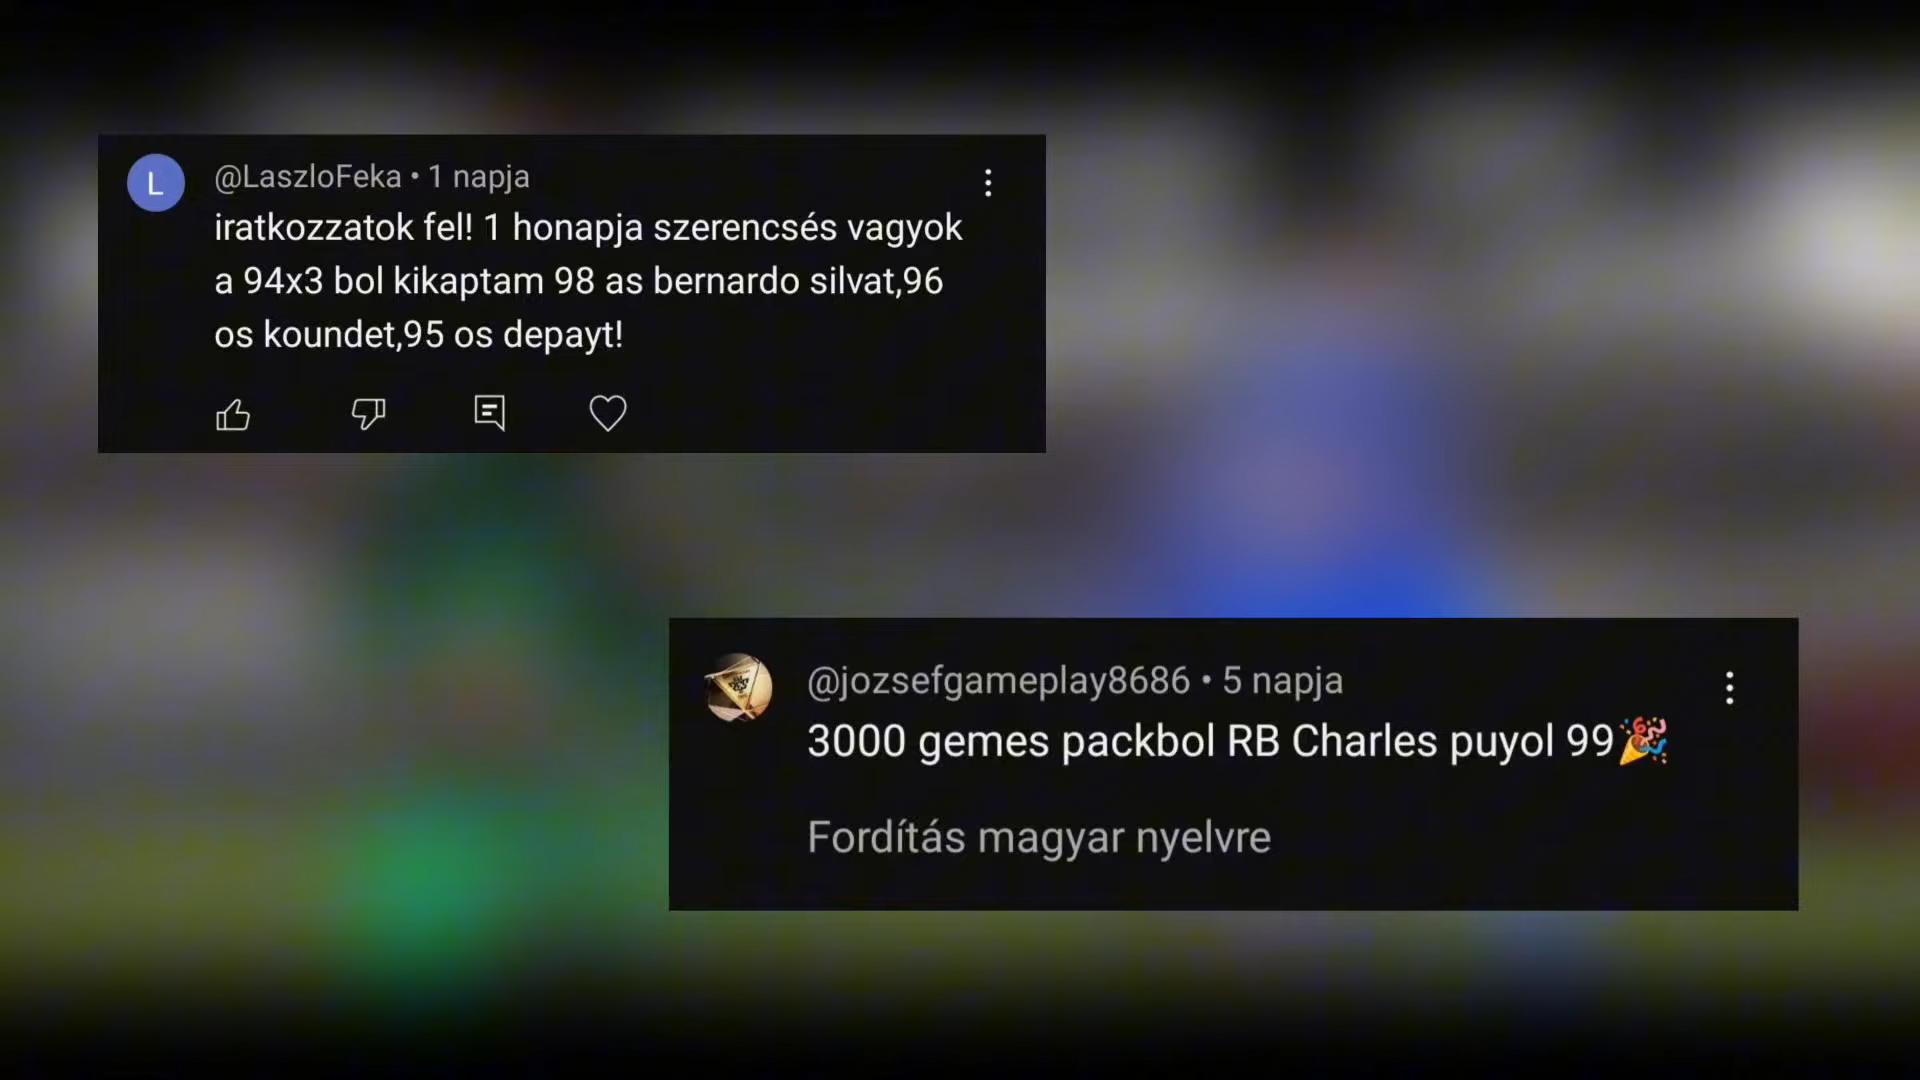 L
@LaszloFeka • 1 napja
iratkozzatok fel! 1 honapja szerencsés vagyok
a 94x3 bol kikaptam 98 as bernardo silvat,96
os koundet,95 os depayt!
@jozsefgameplay8686 • 5 napja
3000 gemes packbol RB Charles puyol 99🎉
Fordítás magyar nyelvre